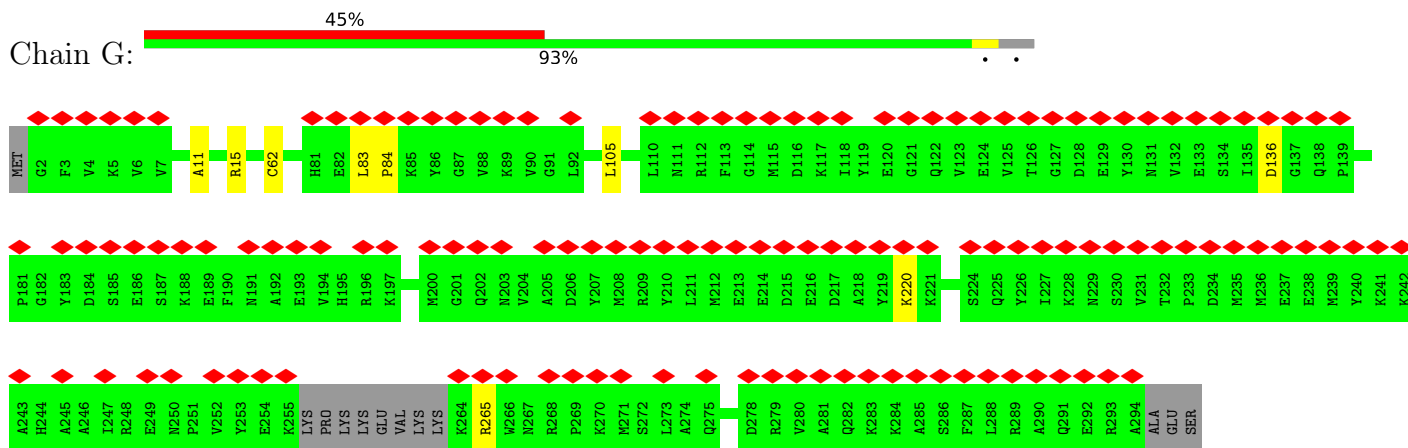 45%
Chain G:
93%
. .
MET G2 F3 V4 K5 V6 V7 A11 R15 C62 H81 E82 L83 P84 K85 Y86 G87 V88 K89 V90 G91 L92 L105 L110 N111 R112 F113 G114 M115 D116 K117 I118 Y119 E120 G121 Q122 V123 E124 V125 T126 G127 D128 E129 Y130 N131 V132 E133 S134 I135 D136 G137 Q138 P139
P181 G182 Y183 D184 S185 E186 S187 K188 E189 F190 N191 A192 E193 V194 H195 R196 K197 M200 G201 Q202 N203 V204 A205 D206 Y207 M208 R209 Y210 L211 M212 E213 E214 D215 E216 D217 A218 Y219 K220 K221 S224 Q225 Y226 I227 K228 N229 S230 V231 T232 P233 D234 M235 M236 E237 E238 M239 Y240 K241 K242
A243 H244 A245 A246 I247 R248 E249 N250 P251 V252 Y253 E254 K255 LYS PRO LYS LYS GLU VAL LYS LYS K264 R265 W266 N267 R268 P269 K270 M271 S272 L273 A274 Q275 D278 R279 V280 A281 Q282 K283 K284 A285 S286 F287 L288 R289 A290 Q291 E292 R293 A294 ALA GLU SER